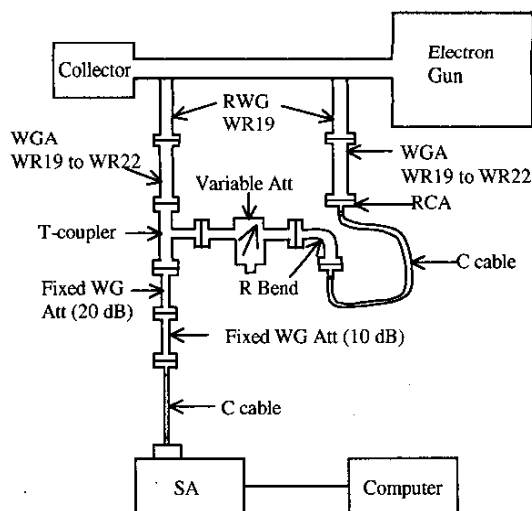 Collector
Electron
Gun
RWG
WR19
WGA
WR19 to WR22
WGA
WR19 to WR22
Variable Att
RCA
T-coupler
C cable
R Bend
Fixed WG
Att (20 dB)
Fixed WG Att (10 dB)
C cable
SA
Computer